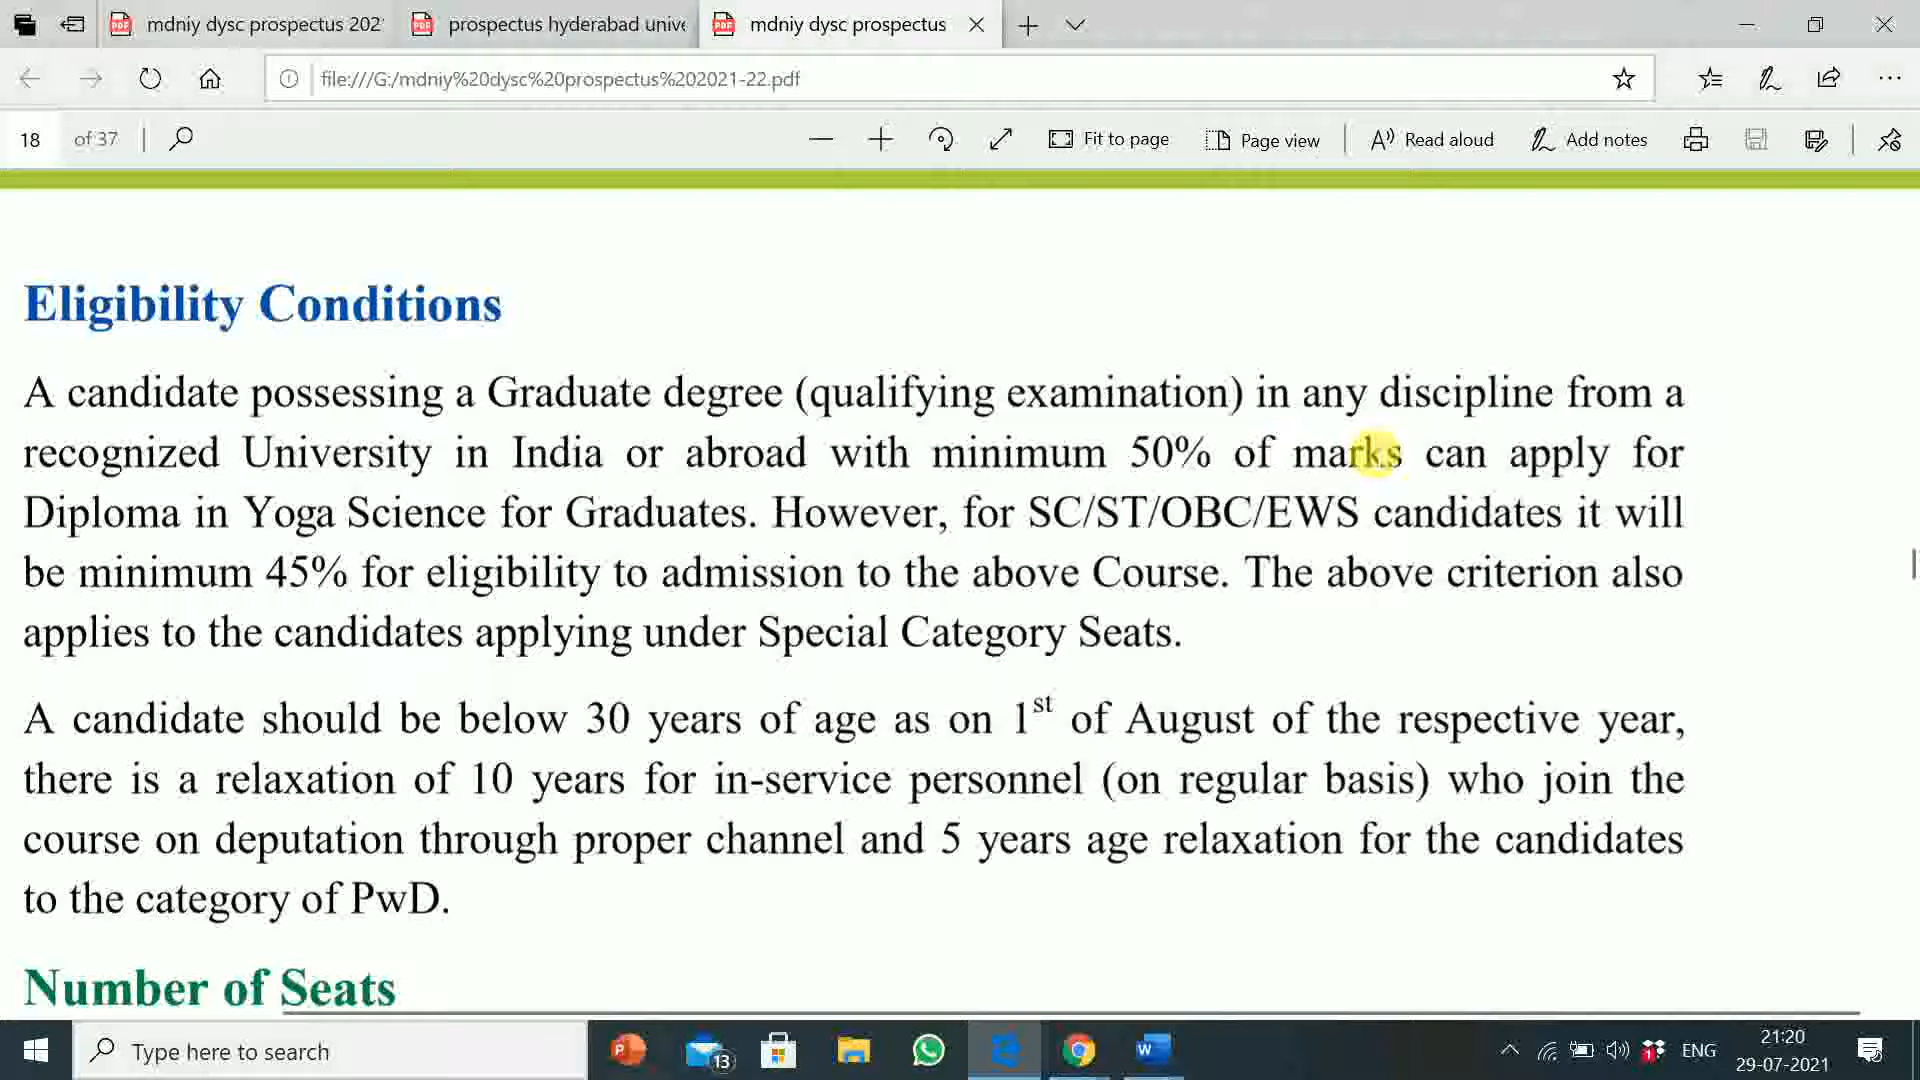 mdniy dysc prospectus 202
prospectus hyderabad unive
mdniy dysc prospectus
file:///G:/mdniy%20dysc%20prospectus%202021-22.pdf
18 of 37
Fit to page
Page view
Read aloud
Add notes
Eligibility Conditions
A candidate possessing a Graduate degree (qualifying examination) in any discipline from a
recognized University in India or abroad with minimum 50% of marks can apply for
Diploma in Yoga Science for Graduates. However, for SC/ST/OBC/EWS candidates it will
be minimum 45% for eligibility to admission to the above Course. The above criterion also
applies to the candidates applying under Special Category Seats.
A candidate should be below 30 years of age as on 1st of August of the respective year,
there is a relaxation of 10 years for in-service personnel (on regular basis) who join the
course on deputation through proper channel and 5 years age relaxation for the candidates
to the category of PwD.
Number of Seats
Type here to search
13
1
ENG
21:20
29-07-2021